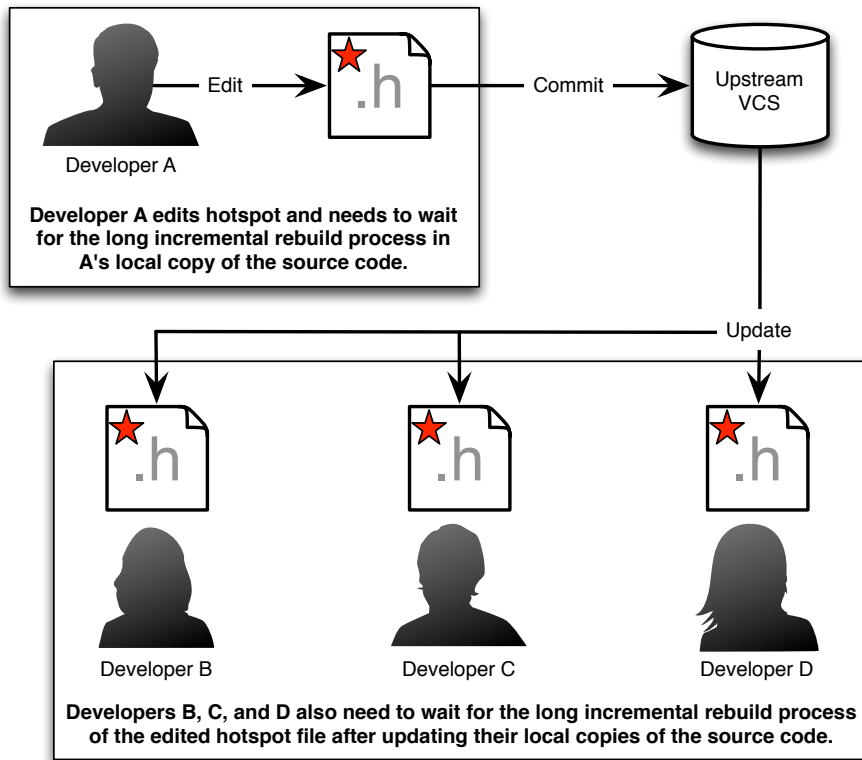 Edit
.h
Commit
Upstream
VCS
Developer A
Developer A edits hotspot and needs to wait
for the long incremental rebuild process in
A's local copy of the source code.
Update
.h
.h
.h
Developer B
Developer C
Developer D
Developers B, C, and D also need to wait for the long incremental rebuild process
of the edited hotspot file after updating their local copies of the source code.